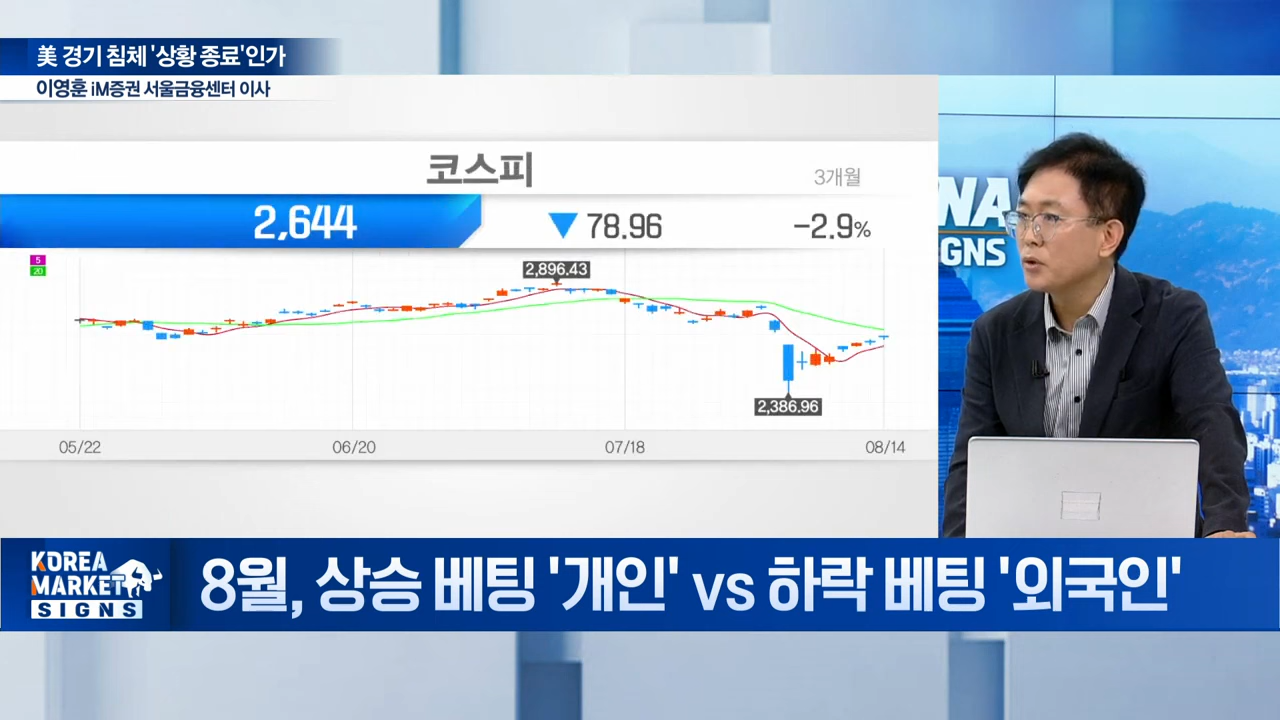 美 경기 침체 '상황 종료'인가
이영훈 iM증권 서울금융센터 이사
코스피
3개월
2,644 ▼ 78.96 -2.9%
5
20
2,896.43
2,386.96
05/22 06/20 07/18 08/14
NA
GNS
KOREA
MARKET
SIGNS
8월, 상승 베팅 '개인' vs 하락 베팅 '외국인'